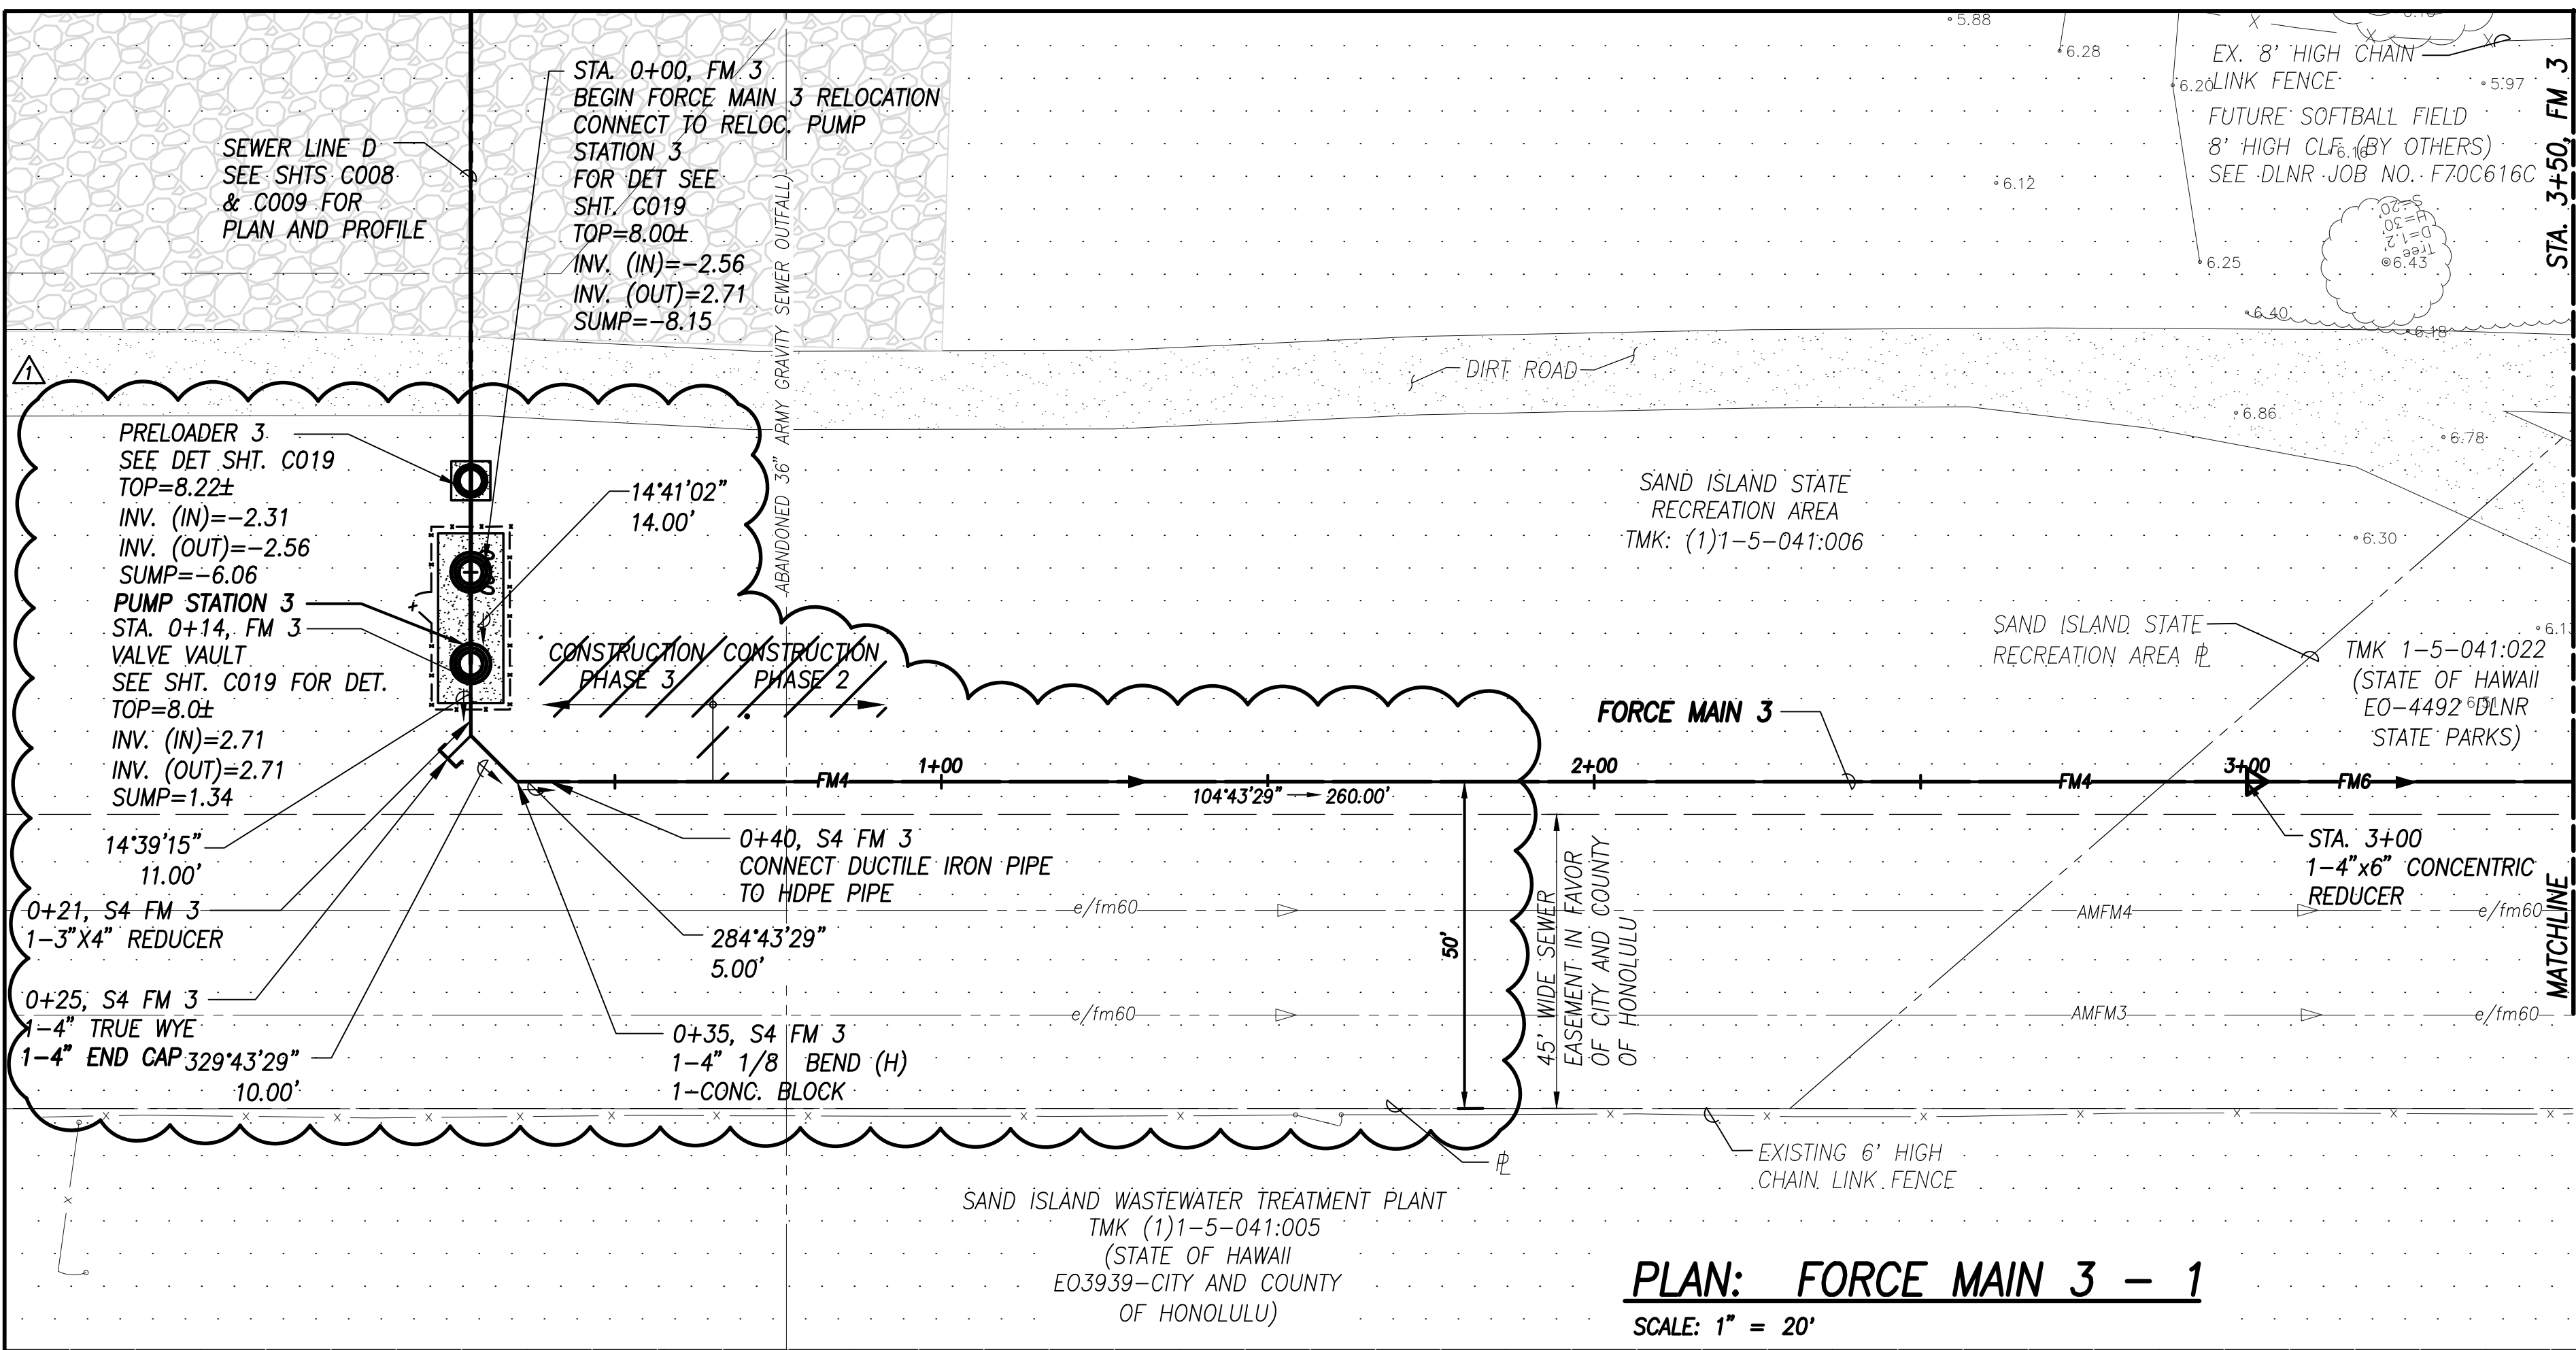 STA. 0+00, FM 3
BEGIN FORCE MAIN 3 RELOCATION
CONNECT TO RELOC. PUMP
STATION 3
FOR DET SEE
SHT. C019
TOP=8.00±
INV. (IN)=-2.56
INV. (OUT)=2.71
SUMP=-8.15
SEWER LINE D
SEE SHTS C008
& C009 FOR
PLAN AND PROFILE
ABANDONED 36" ARMY GRAVITY SEWER OUTFALL)
5.88
6.28
6.20
6.12
6.25
6.16
5.97
EX. 8' HIGH CHAIN
LINK FENCE
FUTURE SOFTBALL FIELD
8' HIGH CLF (BY OTHERS)
SEE DLNR JOB NO. F70C616C
Tree
D=1.2'
H=30'
S=20'
6.43
6.40
6.18
STA. 3+50, FM 3
MATCHLINE
1
DIRT ROAD
6.86
6.78
6.30
PRELOADER 3
SEE DET SHT. C019
TOP=8.22±
INV. (IN)=-2.31
INV. (OUT)=-2.56
SUMP=-6.06
PUMP STATION 3
STA. 0+14, FM 3
VALVE VAULT
SEE SHT. C019 FOR DET.
TOP=8.0±
INV. (IN)=2.71
INV. (OUT)=2.71
SUMP=1.34
14°41'02"
14.00'
CONSTRUCTION
PHASE 3
CONSTRUCTION
PHASE 2
SAND ISLAND STATE
RECREATION AREA
TMK: (1)1-5-041:006
SAND ISLAND STATE
RECREATION AREA PL
TMK 1-5-041:022
(STATE OF HAWAII
EO-4492 DLNR
STATE PARKS)
FORCE MAIN 3
FM4
1+00
2+00
FM4
3+00
FM6
104°43'29" → 260.00'
14°39'15"
11.00'
0+21, S4 FM 3
1-3"X4" REDUCER
0+25, S4 FM 3
1-4" TRUE WYE
1-4" END CAP
329°43'29"
10.00'
0+40, S4 FM 3
CONNECT DUCTILE IRON PIPE
TO HDPE PIPE
284°43'29"
5.00'
0+35, S4 FM 3
1-4" 1/8 BEND (H)
1-CONC. BLOCK
e/fm60
e/fm60
50'
45' WIDE SEWER
EASEMENT IN FAVOR
OF CITY AND COUNTY
OF HONOLULU
STA. 3+00
1-4"x6" CONCENTRIC
REDUCER
AMFM4
e/fm60
AMFM3
e/fm60
PL
EXISTING 6' HIGH
CHAIN LINK FENCE
SAND ISLAND WASTEWATER TREATMENT PLANT
TMK (1)1-5-041:005
(STATE OF HAWAII
EO3939-CITY AND COUNTY
OF HONOLULU)
PLAN: FORCE MAIN 3 - 1
SCALE: 1" = 20'